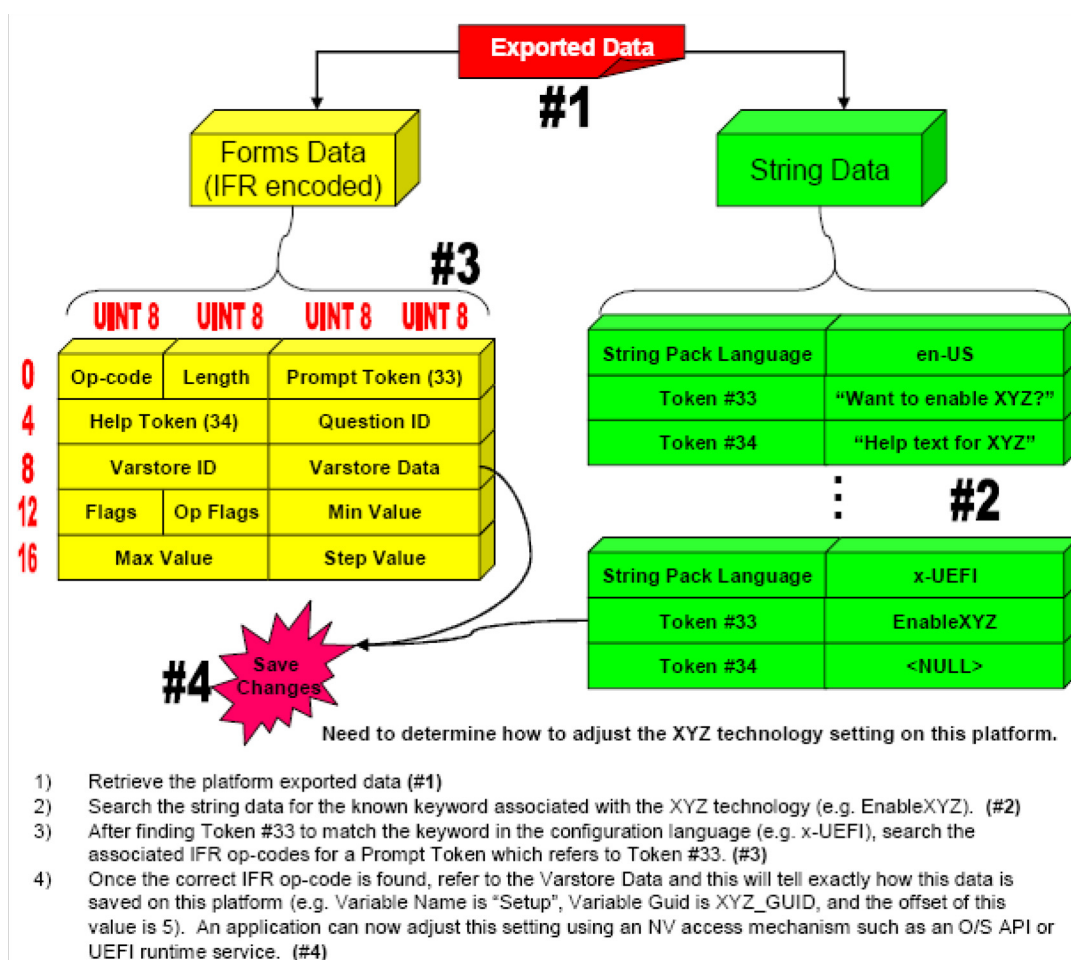 Exported Data
#1
Forms Data
(IFR encoded)
String Data
#3
UINT 8 UINT 8 UINT 8 UINT 8
0 Op-code Length Prompt Token (33)
4 Help Token (34) Question ID
8 Varstore ID Varstore Data
12 Flags Op Flags Min Value
16 Max Value Step Value
String Pack Language en-US
Token #33 “Want to enable XYZ?”
Token #34 “Help text for XYZ”
#2
String Pack Language x-UEFI
Token #33 EnableXYZ
Token #34 <NULL>
#4
Save
Changes
Need to determine how to adjust the XYZ technology setting on this platform.
1) Retrieve the platform exported data (#1)
2) Search the string data for the known keyword associated with the XYZ technology (e.g. EnableXYZ). (#2)
3) After finding Token #33 to match the keyword in the configuration language (e.g. x-UEFI), search the
associated IFR op-codes for a Prompt Token which refers to Token #33. (#3)
4) Once the correct IFR op-code is found, refer to the Varstore Data and this will tell exactly how this data is
saved on this platform (e.g. Variable Name is “Setup”, Variable Guid is XYZ_GUID, and the offset of this
value is 5). An application can now adjust this setting using an NV access mechanism such as an O/S API or
UEFI runtime service. (#4)